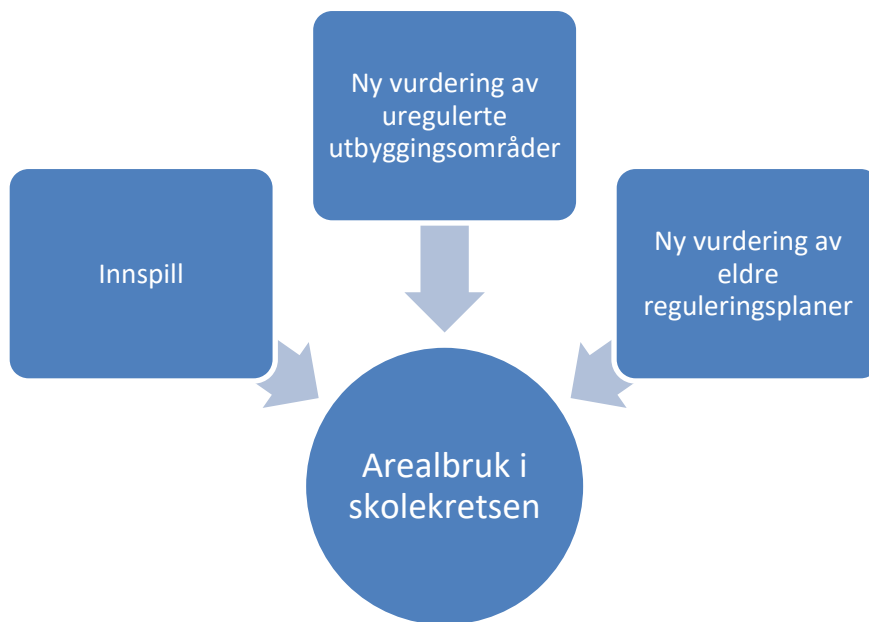 Ny vurdering av
uregulerte
utbyggingsområder
Innspill
Ny vurdering av
eldre
reguleringsplaner
Arealbruk i
skolekretsen